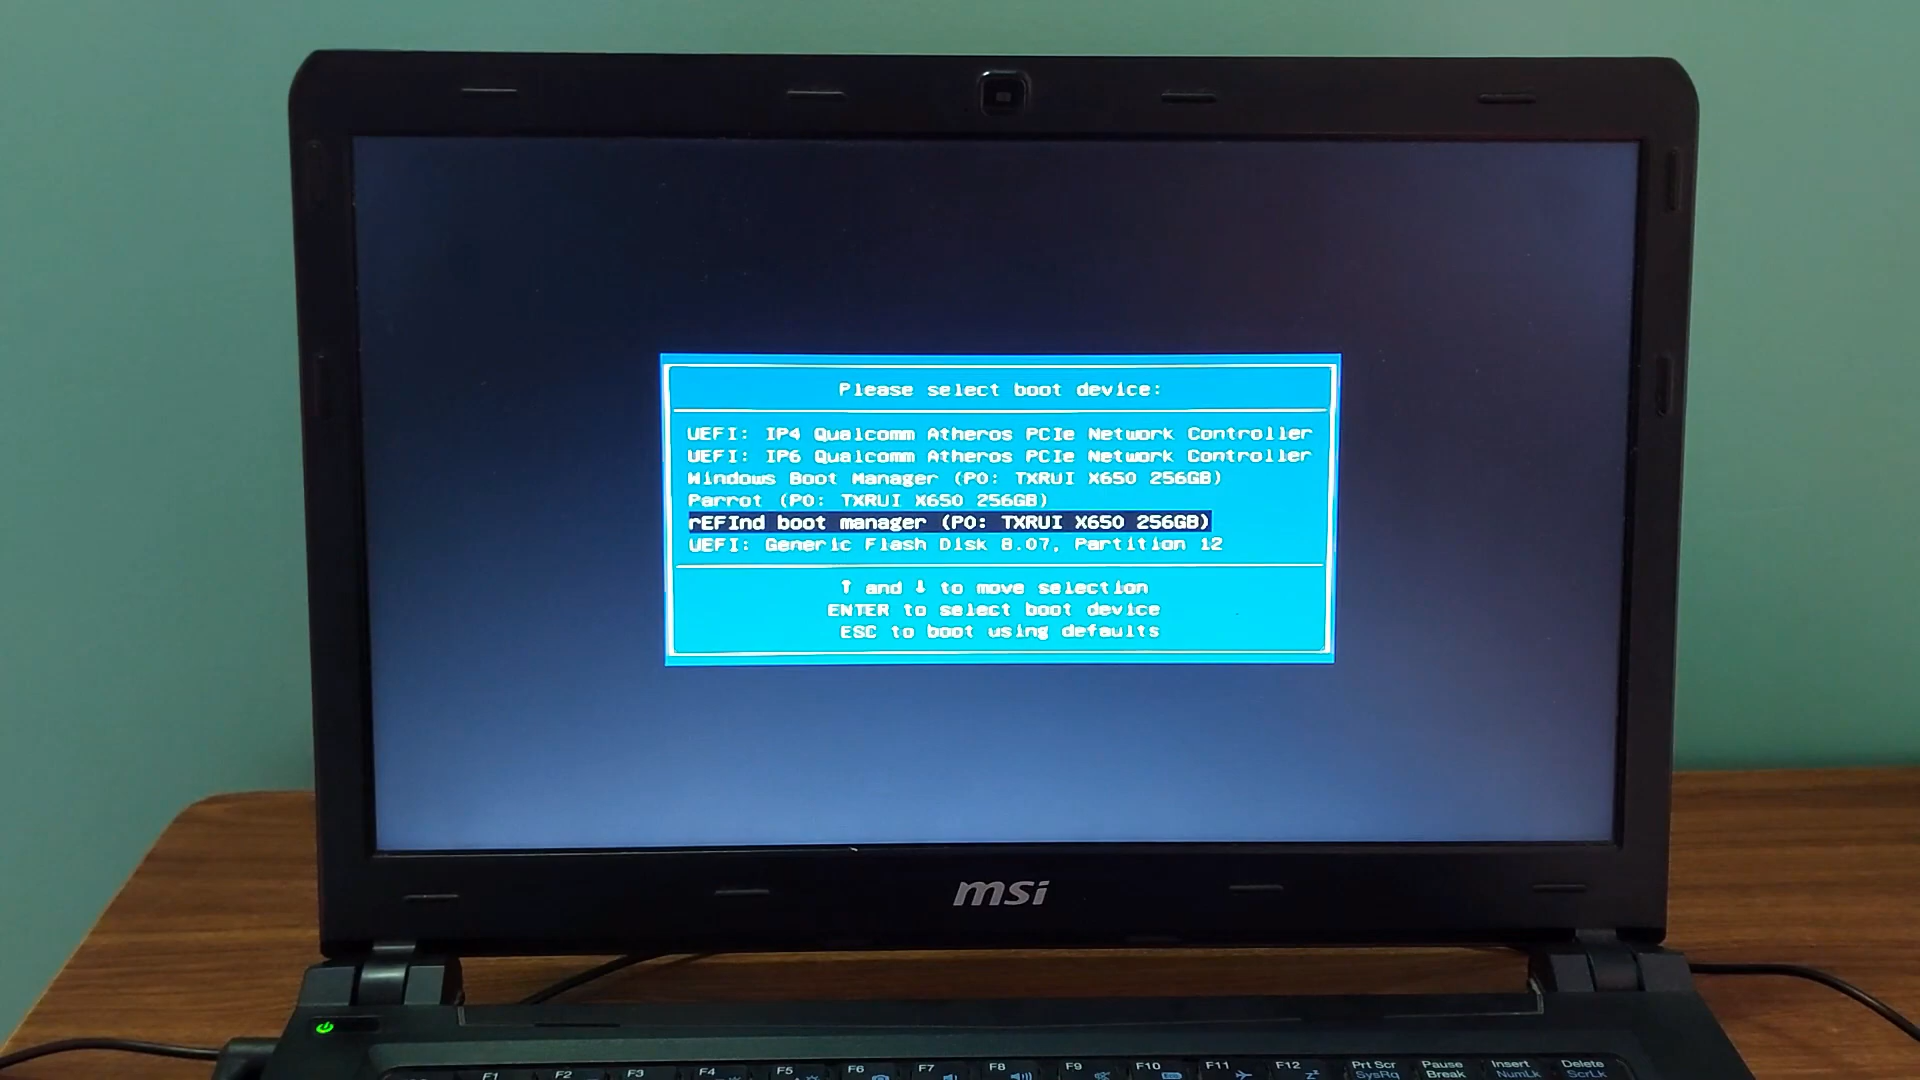 Please select boot device:
UEFI: IP4 Qualcomm Atheros PCIe Network Controller
UEFI: IP6 Qualcomm Atheros PCIe Network Controller
Windows Boot Manager (P0: TXRUI X650 256GB)
Parrot (P0: TXRUI X650 256GB)
rEFInd boot manager (P0: TXRUI X650 256GB)
UEFI: Generic Flash Disk 8.07, Partition 12
↑ and ↓ to move selection
ENTER to select boot device
ESC to boot using defaults
msi
F1 F2 F3 F4 F5 F6 F7 F8 F9 F10 F11 F12 Prt Scr Pause Insert Delete
SysRq Break NumLk ScrLk